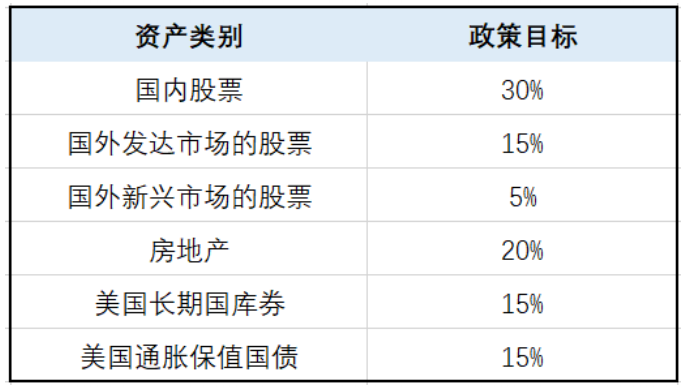 资产类别 政策目标
国内股票 30%
国外发达市场的股票 15%
国外新兴市场的股票 5%
房地产 20%
美国长期国库券 15%
美国通胀保值国债 15%